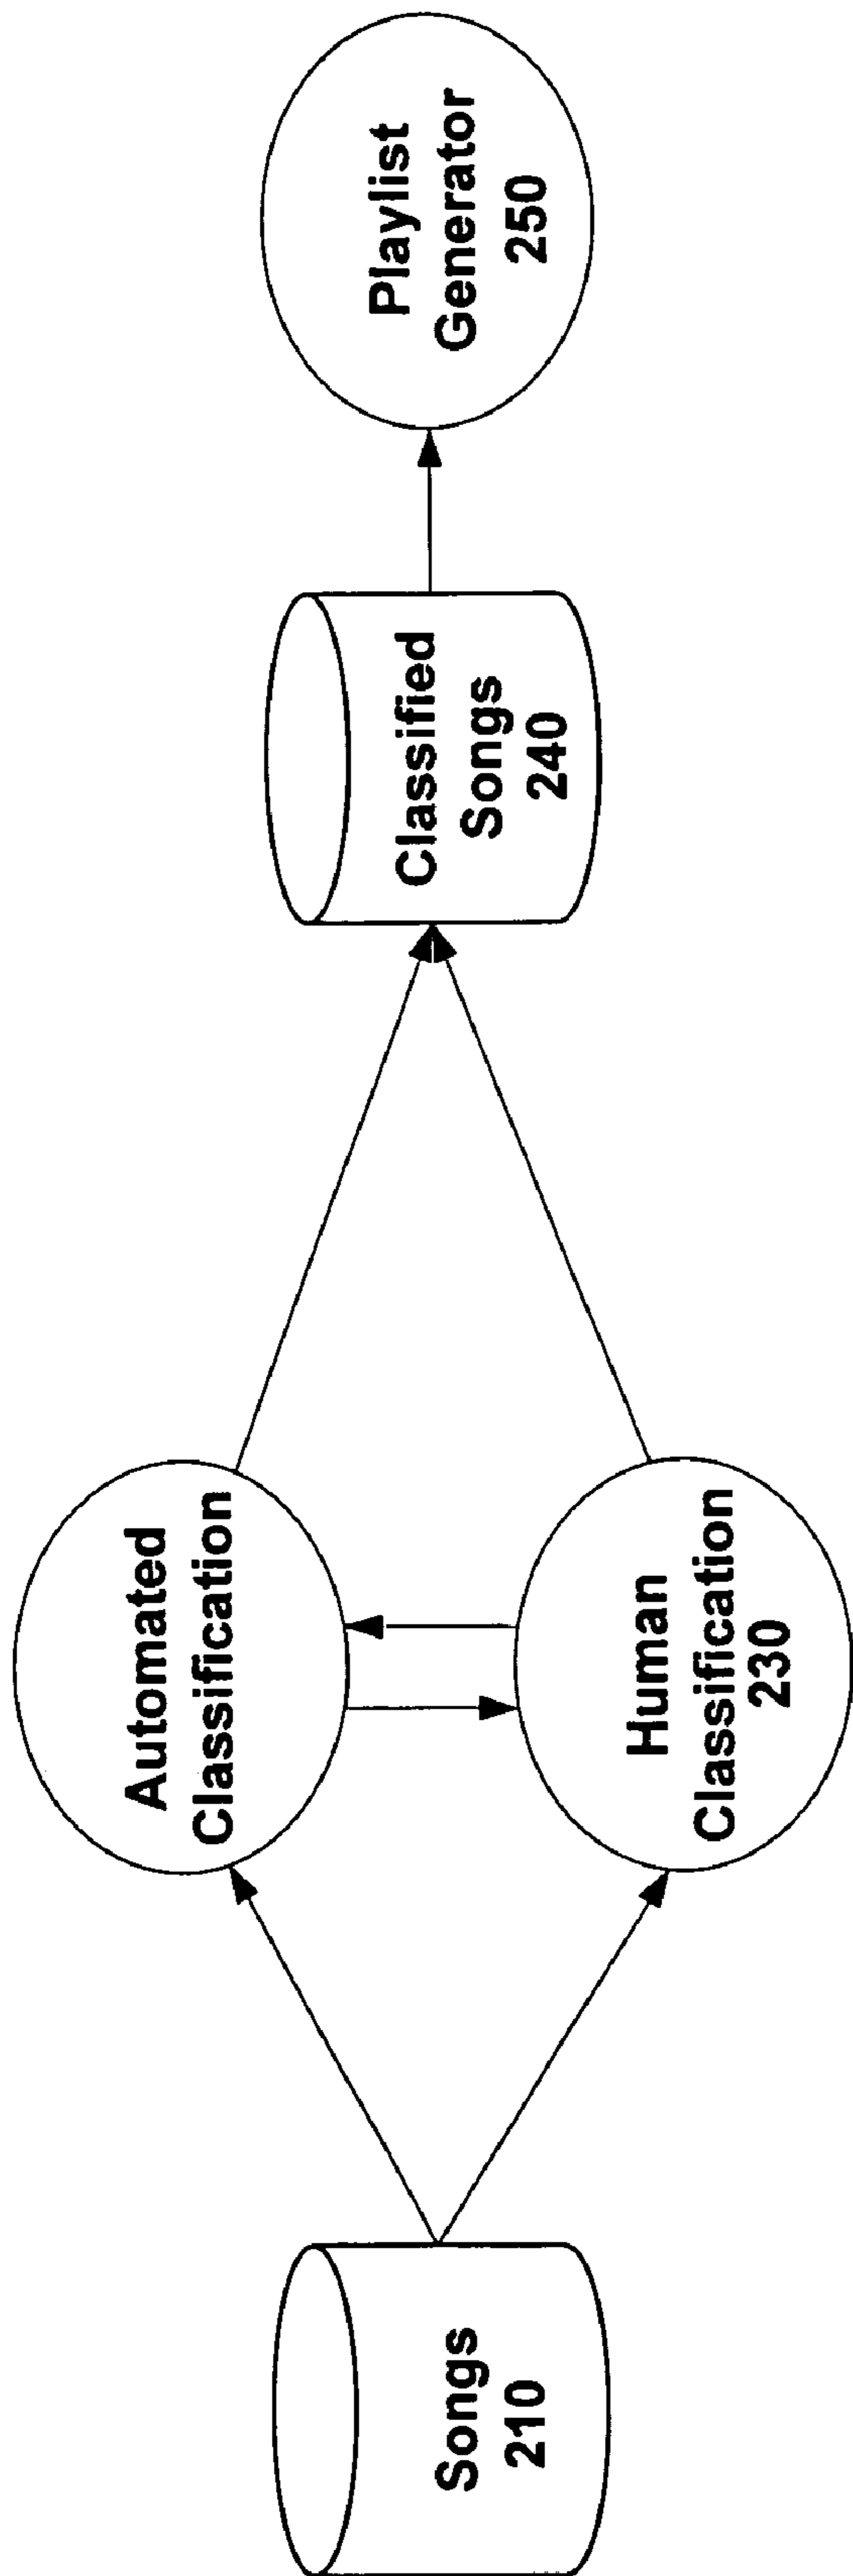 Songs
210
Automated
Classification
Human
Classification
230
Classified
Songs
240
Playlist
Generator
250